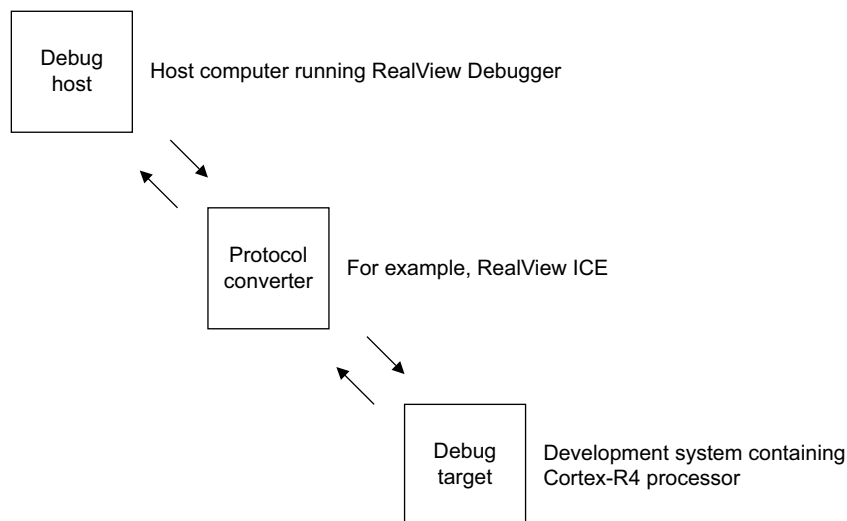 Debug
host
Host computer running RealView Debugger
Protocol
converter
For example, RealView ICE
Debug
target
Development system containing
Cortex-R4 processor